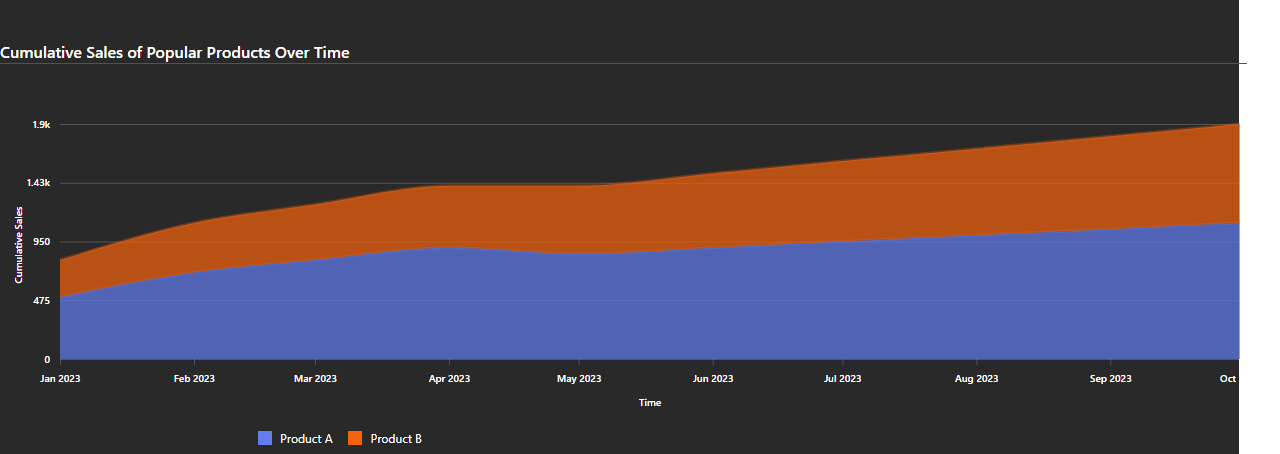 Cumulative Sales of Popular Products Over Time
1.9k
1.43k
950
475
0
Cumulative Sales
Jan 2023 Feb 2023 Mar 2023 Apr 2023 May 2023 Jun 2023 Jul 2023 Aug 2023 Sep 2023 Oct
Time
Product A Product B